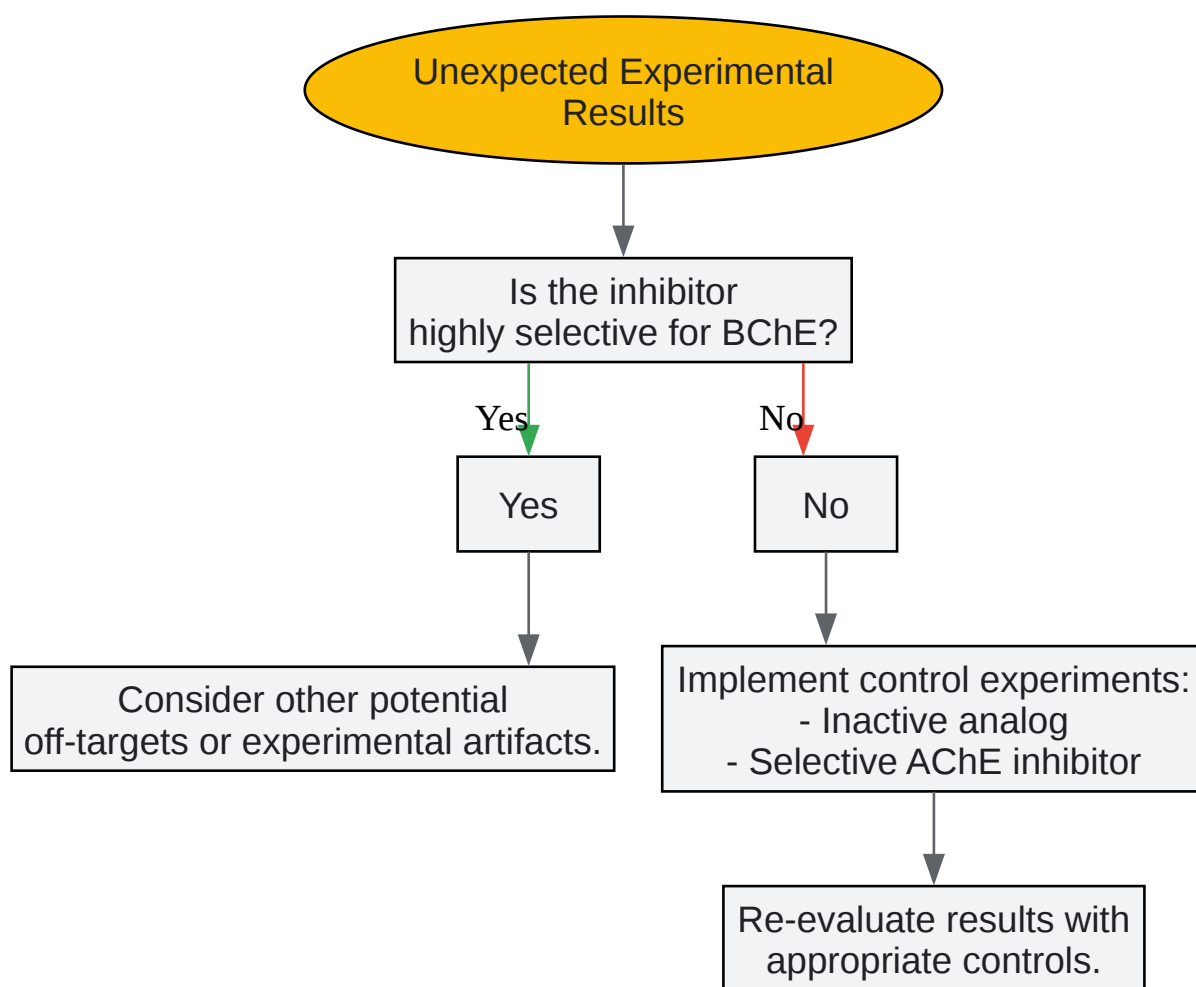 Unexpected Experimental
Results
Is the inhibitor
highly selective for BChE?
Yes
No
Yes
No
Consider other potential
off-targets or experimental artifacts.
Implement control experiments:
- Inactive analog
- Selective AChE inhibitor
Re-evaluate results with
appropriate controls.